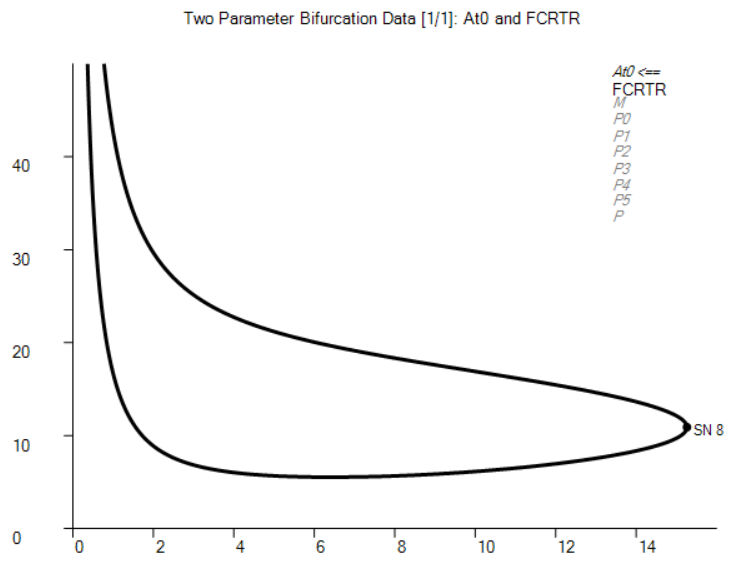 Two Parameter Bifurcation Data [1/1]: At0 and FCRTR
At0 <==
FCRTR
M
P0
P1
P2
P3
P4
P5
P
40
30
20
10
0
SN 8
0 2 4 6 8 10 12 14